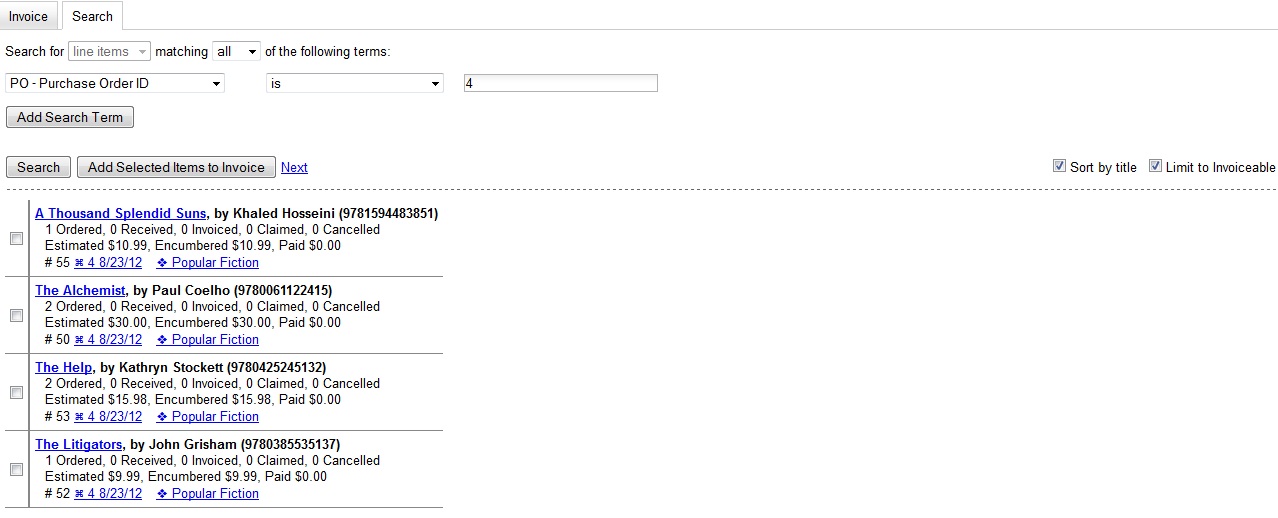 Invoice Search
Search for line items matching all of the following terms:
PO - Purchase Order ID is 4
Add Search Term
Search Add Selected Items to Invoice Next Sort by title Limit to Invoiceable
A Thousand Splendid Suns, by Khaled Hosseini (9781594483851)
1 Ordered, 0 Received, 0 Invoiced, 0 Claimed, 0 Cancelled
Estimated $10.99, Encumbered $10.99, Paid $0.00
# 55 ⌘ 4 8/23/12 ❖ Popular Fiction
The Alchemist, by Paul Coelho (9780061122415)
2 Ordered, 0 Received, 0 Invoiced, 0 Claimed, 0 Cancelled
Estimated $30.00, Encumbered $30.00, Paid $0.00
# 50 ⌘ 4 8/23/12 ❖ Popular Fiction
The Help, by Kathryn Stockett (9780425245132)
2 Ordered, 0 Received, 0 Invoiced, 0 Claimed, 0 Cancelled
Estimated $15.98, Encumbered $15.98, Paid $0.00
# 53 ⌘ 4 8/23/12 ❖ Popular Fiction
The Litigators, by John Grisham (9780385535137)
1 Ordered, 0 Received, 0 Invoiced, 0 Claimed, 0 Cancelled
Estimated $9.99, Encumbered $9.99, Paid $0.00
# 52 ⌘ 4 8/23/12 ❖ Popular Fiction